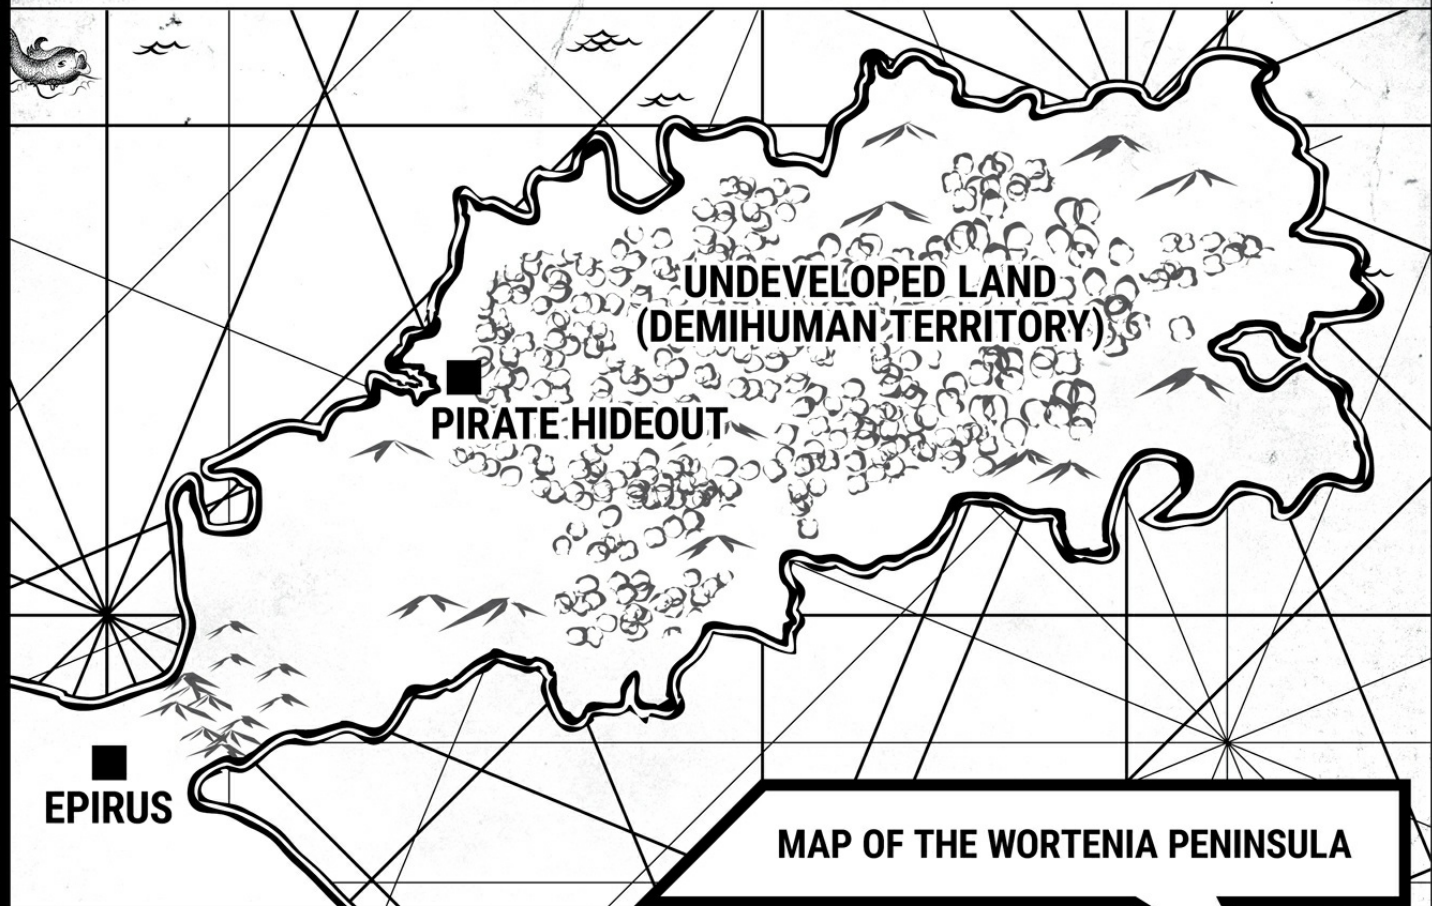 UNDEVELOPED LAND
(DEMIHUMAN TERRITORY)
PIRATE HIDEOUT
EPIRUS
MAP OF THE WORTENIA PENINSULA